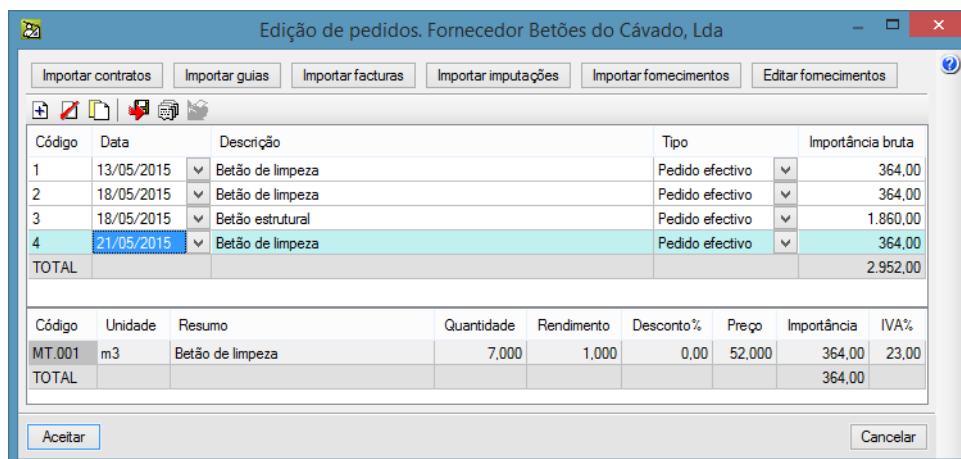 Edição de pedidos. Fornecedor Betões do Cávado, Lda
Importar contratos Importar guias Importar facturas Importar imputações Importar fornecimentos Editar fornecimentos
Código Data Descrição Tipo Importância bruta
1 13/05/2015 Betão de limpeza Pedido efectivo 364,00
2 18/05/2015 Betão de limpeza Pedido efectivo 364,00
3 18/05/2015 Betão estrutural Pedido efectivo 1.860,00
4 21/05/2015 Betão de limpeza Pedido efectivo 364,00
TOTAL 2.952,00
Código Unidade Resumo Quantidade Rendimento Desconto% Preço Importância IVA%
MT.001 m3 Betão de limpeza 7,000 1,000 0,00 52,000 364,00 23,00
TOTAL 364,00
Aceitar Cancelar